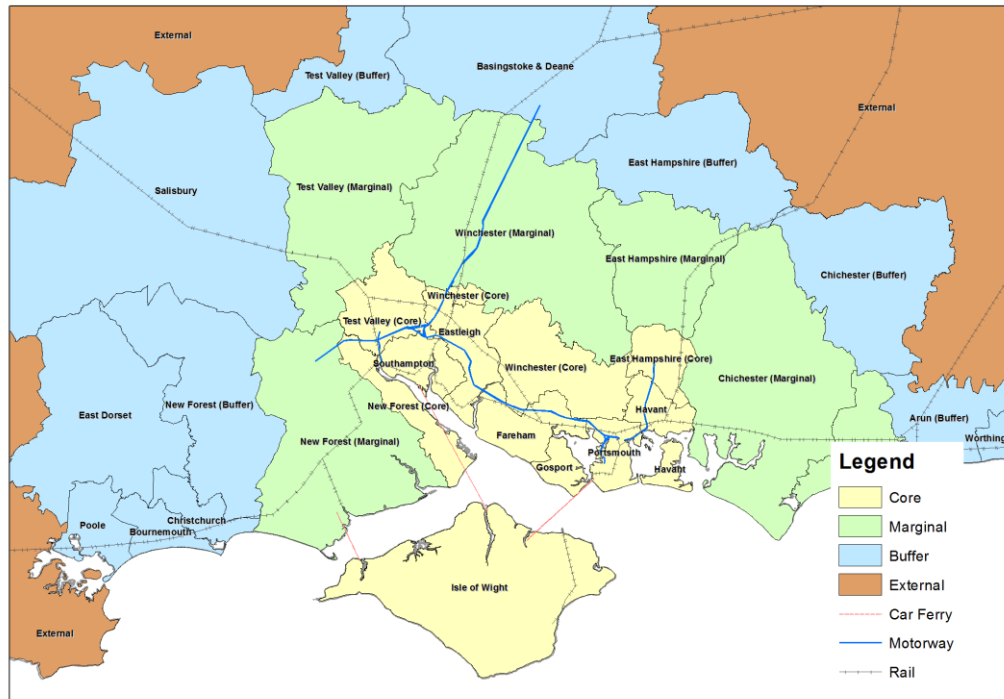 External
Test Valley (Buffer)
Basingstoke & Deane
External
East Hampshire (Buffer)
Salisbury
Test Valley (Marginal)
Winchester (Marginal)
East Hampshire (Marginal)
Chichester (Buffer)
Winchester (Core)
Test Valley (Core)
Eastleigh
Southampton
Winchester (Core)
East Hampshire (Core)
Chichester (Marginal)
East Dorset
New Forest (Buffer)
New Forest (Core)
Havant
Arun (Buffer)
New Forest (Marginal)
Fareham
Worthing
Portsmouth
Gosport
Havant
Poole
Christchurch
Bournemouth
Isle of Wight
External
Legend
Core
Marginal
Buffer
External
Car Ferry
Motorway
Rail